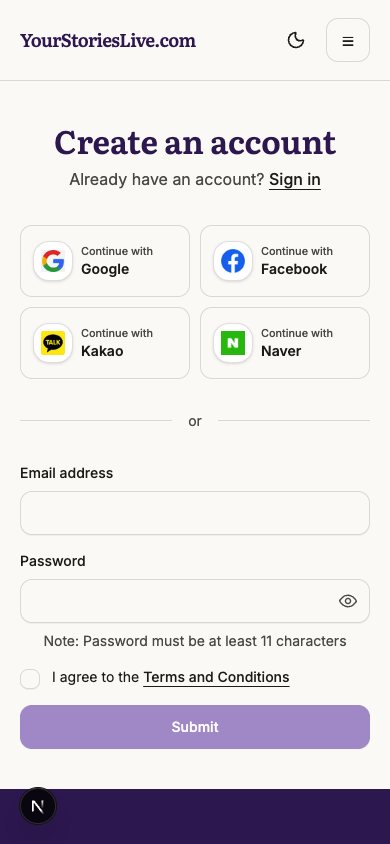 YourStoriesLive.com
Create an account
Already have an account? Sign in
Continue with
Google
Continue with
Facebook
Continue with
TALK
Kakao
Continue with
N
Naver
or
Email address
Password
Note: Password must be at least 11 characters
I agree to the Terms and Conditions
Submit
N